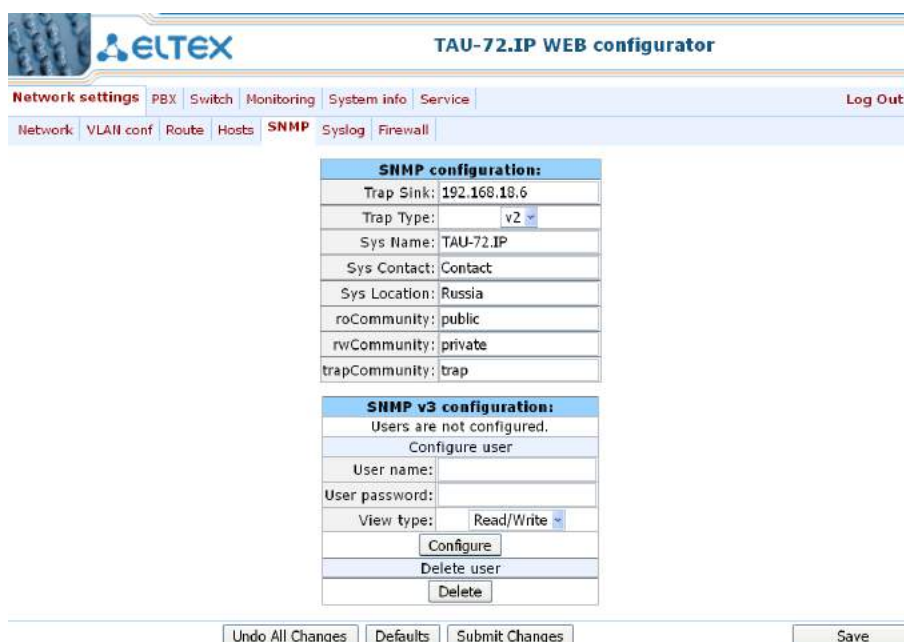 ELTEX TAU-72.IP WEB configurator
Network settings PBX Switch Monitoring System info Service Log Out
Network VLAN conf Route Hosts SNMP Syslog Firewall
SNMP configuration:
Trap Sink: 192.168.18.6
Trap Type: v2
Sys Name: TAU-72.IP
Sys Contact: Contact
Sys Location: Russia
roCommunity: public
rwCommunity: private
trapCommunity: trap
SNMP v3 configuration:
Users are not configured.
Configure user
User name:
User password:
View type: Read/Write
Configure
Delete user
Delete
Undo All Changes Defaults Submit Changes Save